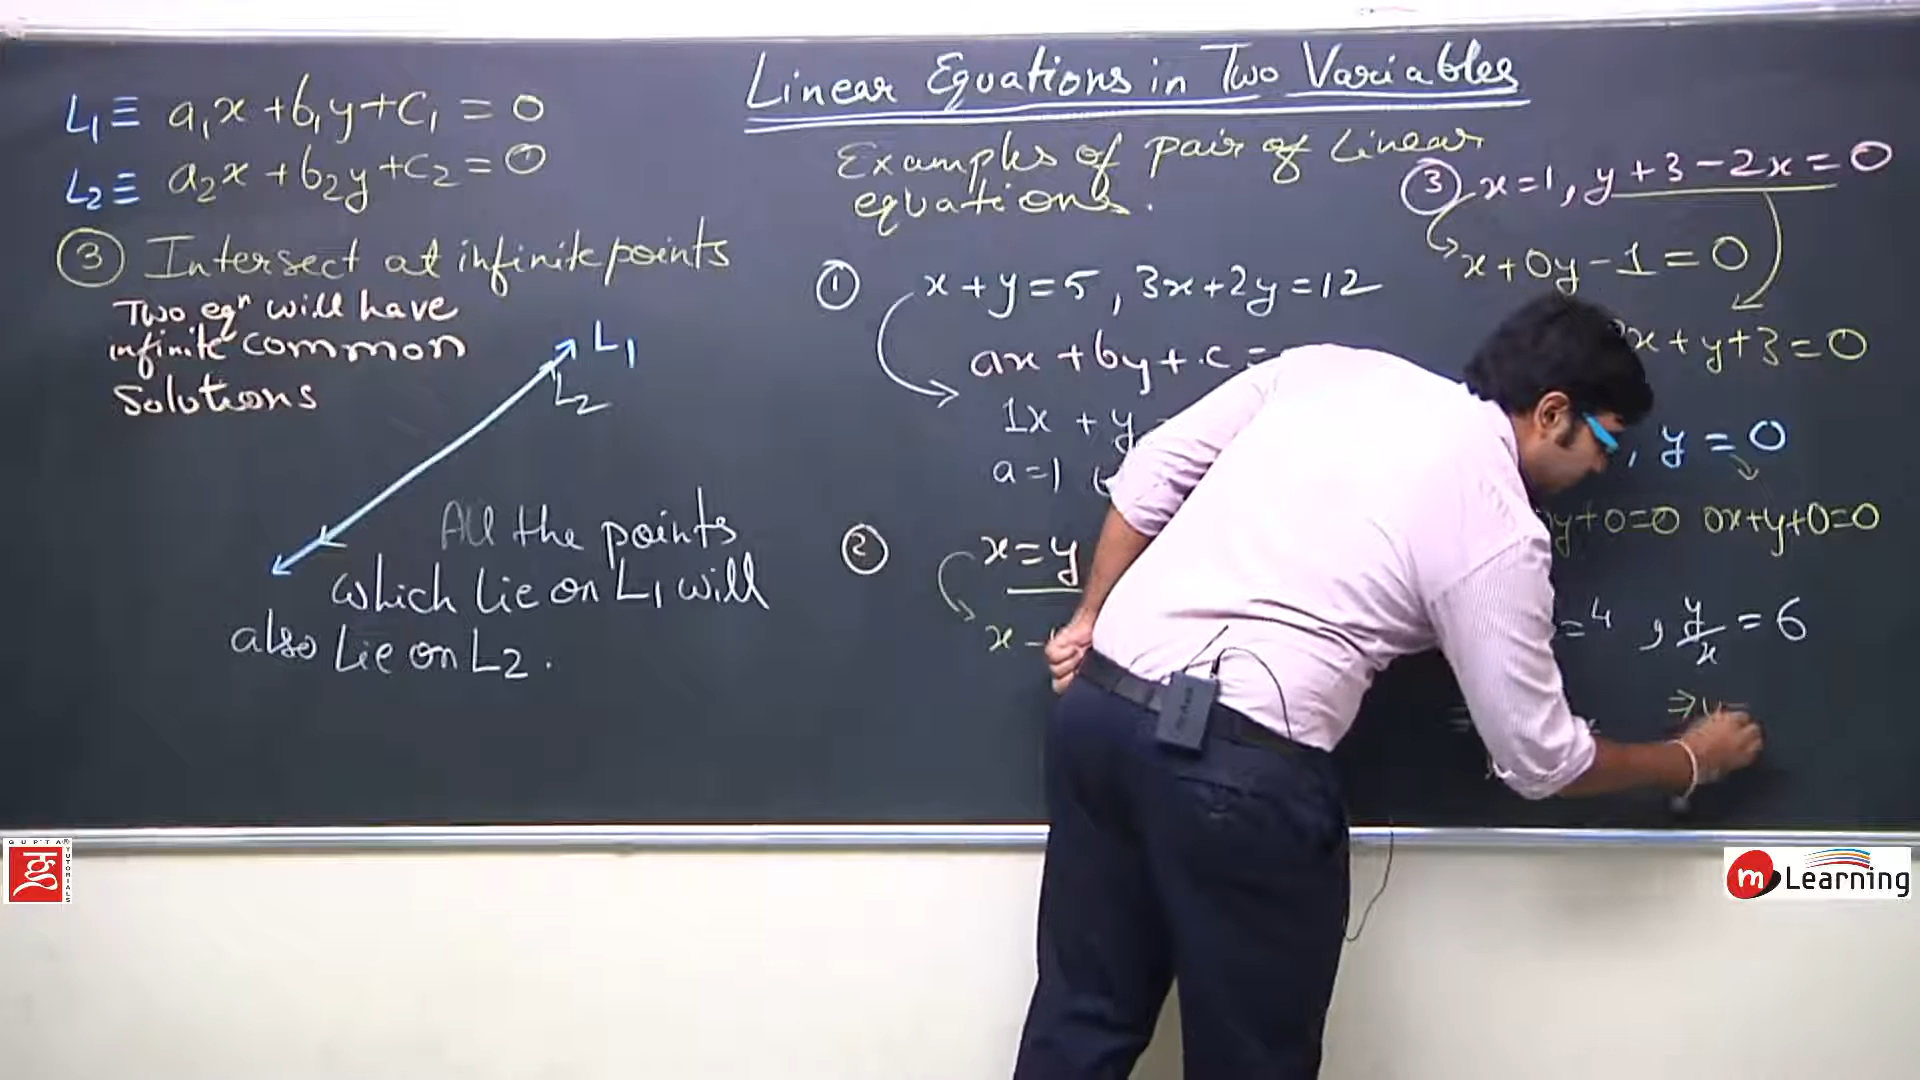 Linear Equations in Two Variables
L₁ ≡ a₁x + b₁y + c₁ = 0
L₂ ≡ a₂x + b₂y + c₂ = 0
③ Intersect at infinite points
Two eqⁿ will have
infinite common
Solutions
L₁
L₂
All the points
which lie on L₁ will
also Lie on L₂.
Examples of pair of Linear
equations.
① x + y = 5, 3x + 2y = 12
ax + by + c =
1x + y
a = 1
② x = y
x -
③ x = 1, y + 3 - 2x = 0
x + 0y - 1 = 0
x + y + 3 = 0
, y = 0
y + 0 = 0 0x + y + 0 = 0
= 4 , y/x = 6
⇒ y =
GUPTA TUTORIALS
m Learning